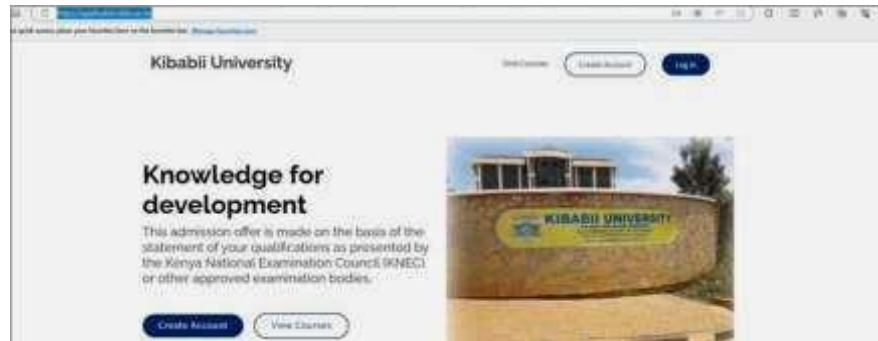 Kibabii University
Create Account
Log In
Knowledge for
development
This admission offer is made on the basis of the
statement of your qualifications as presented by
the Kenya National Examination Council (KNEC)
or other approved examination bodies.
KIBABII UNIVERSITY
Create Account
View Courses